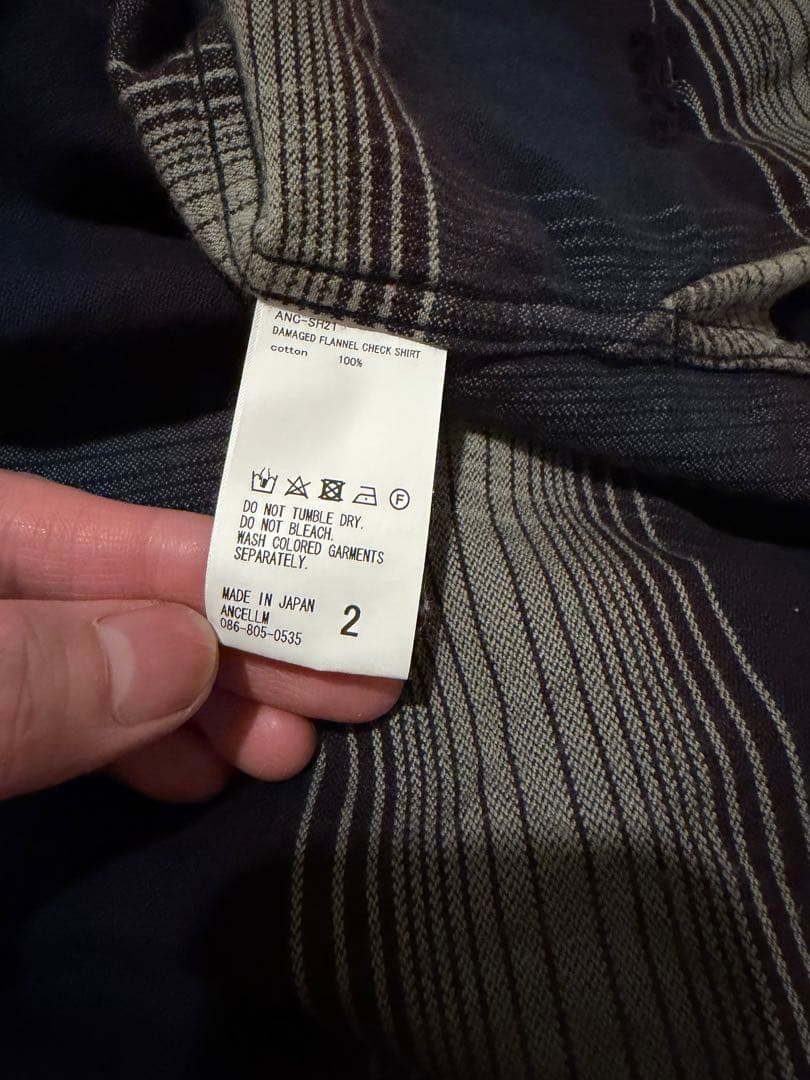 ANC-SH21
DAMAGED FLANNEL CHECK SHIRT
cotton 100%
F
DO NOT TUMBLE DRY.
DO NOT BLEACH.
WASH COLORED GARMENTS
SEPARATELY.
MADE IN JAPAN
ANCELLM
086-805-0535
2